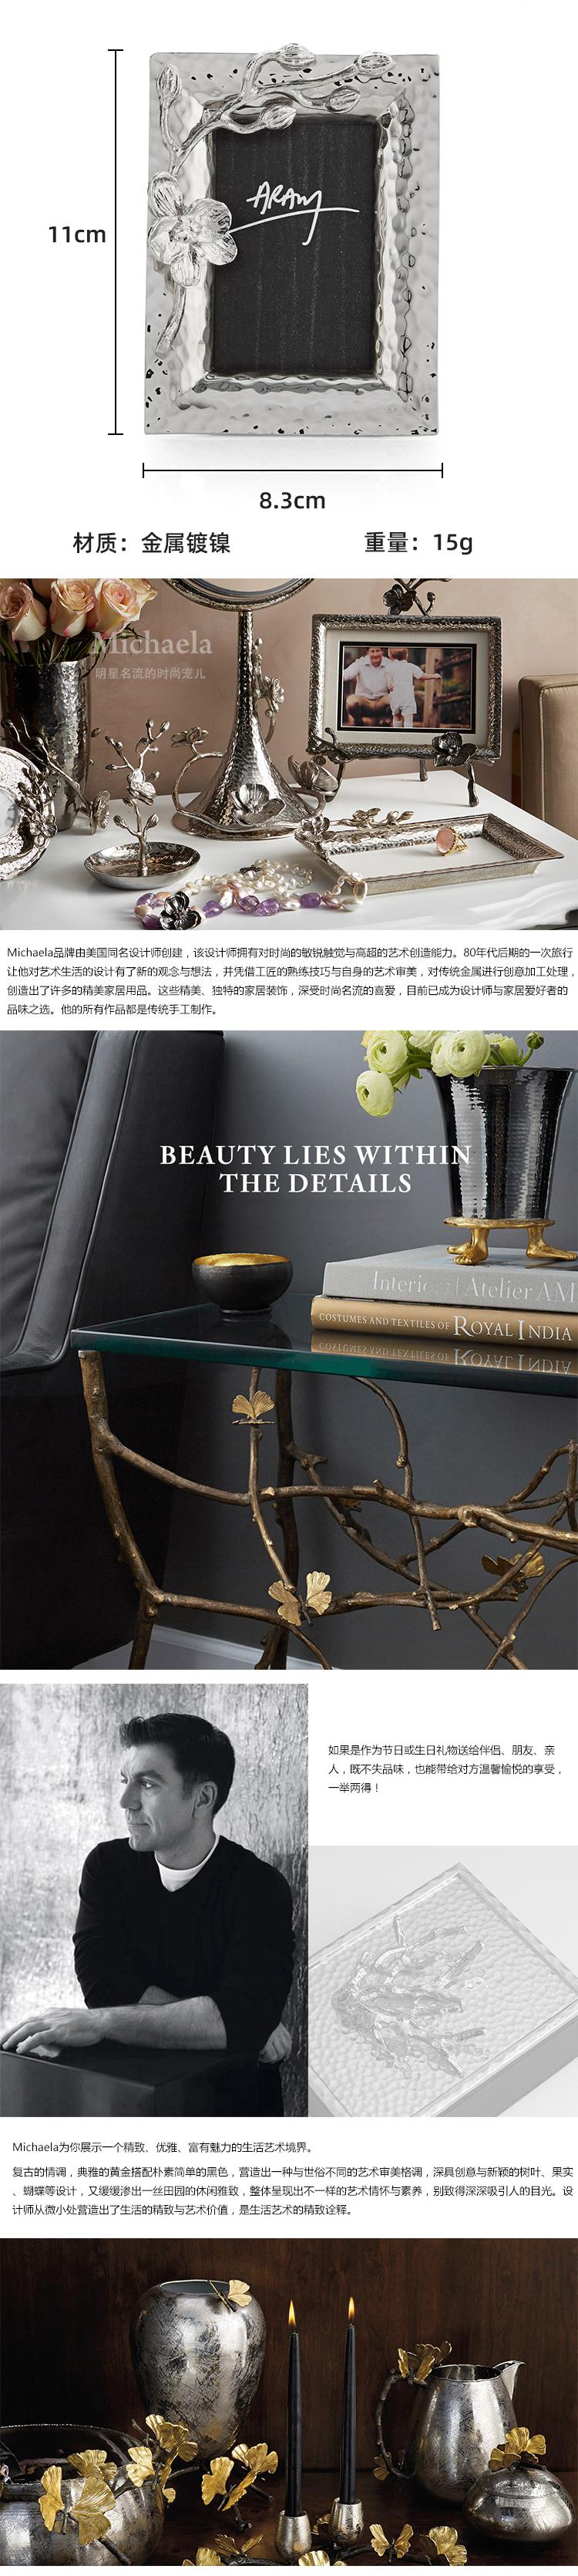 ARAM
11cm
8.3cm
材质：金属镀镍
重量：15g
Michaela
明星名流的时尚宠儿
Michaela品牌由美国同名设计师创建，该设计师拥有对时尚的敏锐触觉与高超的艺术创造能力。80年代后期的一次旅行
让他对艺术生活的设计有了新的观念与想法，并凭借工匠的熟练技巧与自身的艺术审美，对传统金属进行创意加工处理，
创造出了许多的精美家居用品。这些精美、独特的家居装饰，深受时尚名流的喜爱，目前已成为设计师与家居爱好者的
品味之选。他的所有作品都是传统手工制作。
BEAUTY LIES WITHIN
THE DETAILS
Interiors Atelier AM
COSTUMES AND TEXTILES OF ROYAL INDIA
如果是作为节日或生日礼物送给伴侣、朋友、亲
人，既不失品味，也能带给对方温馨愉悦的享受，
一举两得！
Michaela为你展示一个精致、优雅、富有魅力的生活艺术境界。
复古的情调，典雅的黄金搭配朴素简单的黑色，营造出一种与世俗不同的艺术审美格调，深具创意与新颖的树叶、果实
、蝴蝶等设计，又缓缓渗出一丝田园的休闲雅致，整体呈现出不一样的艺术情怀与素养，别致得深深吸引人的目光。设
计师从微小处营造出了生活的精致与艺术价值，是生活艺术的精致诠释。